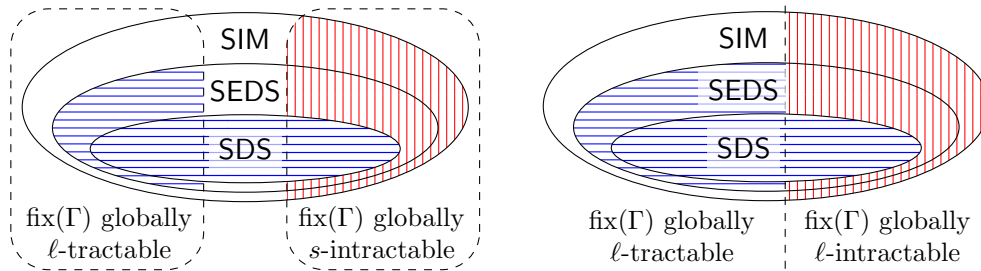 SIM
SEDS
SDS
fix(Γ) globally
ℓ-tractable
fix(Γ) globally
s-intractable
SIM
SEDS
SDS
fix(Γ) globally
ℓ-tractable
fix(Γ) globally
ℓ-intractable